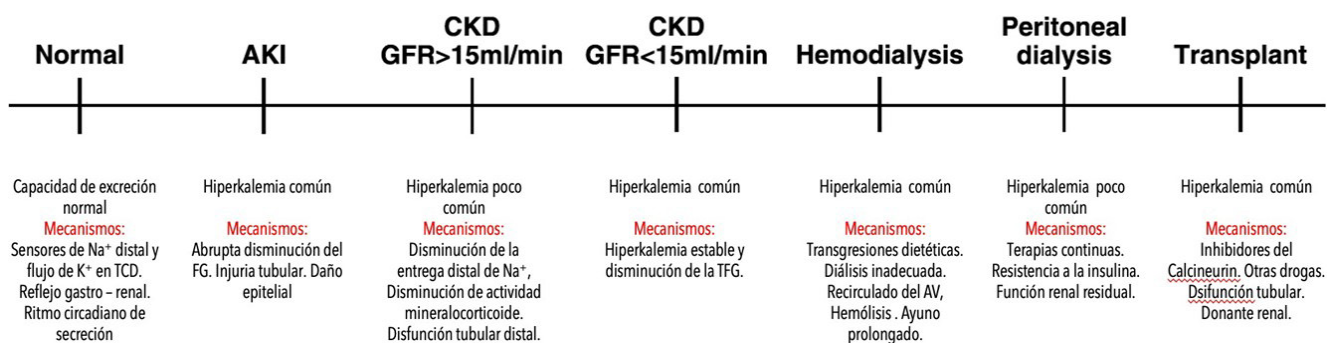 Normal
AKI
CKD
GFR>15ml/min
CKD
GFR<15ml/min
Hemodialysis
Peritoneal
dialysis
Transplant
Capacidad de excreción
normal
Mecanismos:
Sensores de Na⁺ distal y
flujo de K⁺ en TCD.
Reflejo gastro – renal.
Ritmo circadiano de
secreción
Hiperkalemia común
Mecanismos:
Abrupta disminución del
FG. Injuria tubular. Daño
epitelial
Hiperkalemia poco
común
Mecanismos:
Disminución de la
entrega distal de Na⁺,
Disminución de actividad
mineralocorticoide.
Disfunción tubular distal.
Hiperkalemia común
Mecanismos:
Hiperkalemia estable y
disminución de la TFG.
Hiperkalemia común
Mecanismos:
Transgresiones dietéticas.
Diálisis inadecuada.
Recirculado del AV,
Hemólisis . Ayuno
prolongado.
Hiperkalemia poco
común
Mecanismos:
Terapias continuas.
Resistencia a la insulina.
Función renal residual.
Hiperkalemia común
Mecanismos:
Inhibidores del
Calcineurin. Otras drogas.
Dsifunción tubular.
Donante renal.